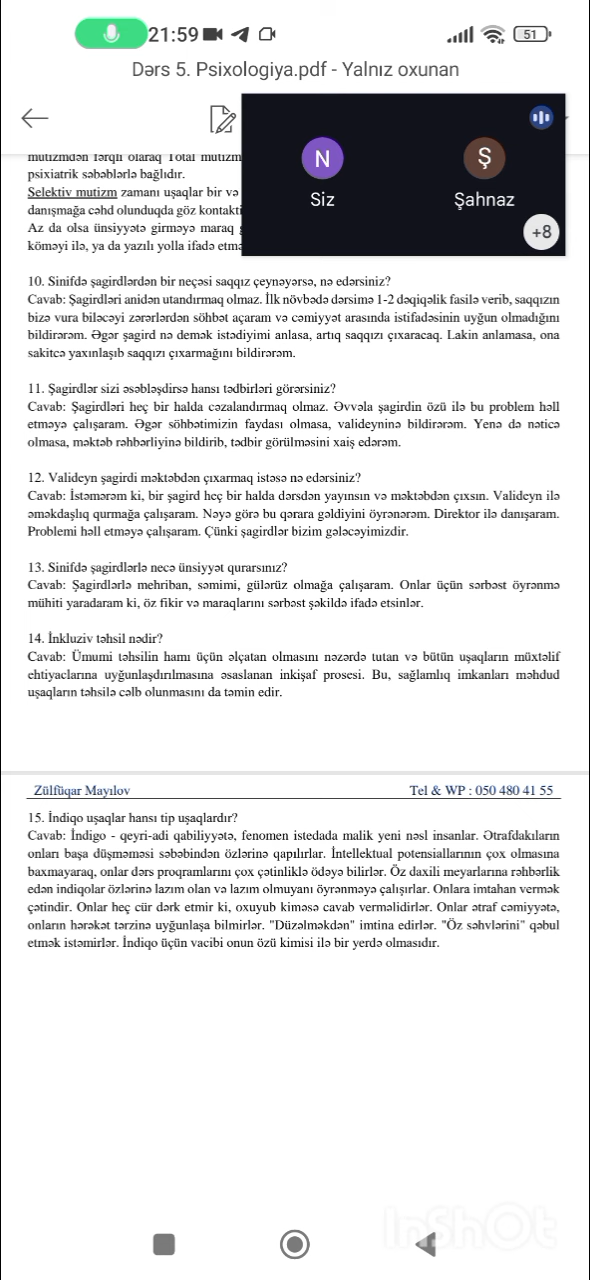 21:59
51
Dərs 5. Psixologiya.pdf - Yalnız oxunan
N
Siz
Ş
Şahnaz
+8
mutizmdən fərqli olaraq Total mutizm
psixiatrik səbəblərlə bağlıdır.
Selektiv mutizm zamanı uşaqlar bir və
danışmağa cəhd olunduqda göz kontakti
Az da olsa ünsiyyətə girməyə maraq
köməyi ilə, ya da yazılı yolla ifadə etmə
10. Sinifdə şagirdlərdən bir neçəsi saqqız çeynəyərsə, nə edərsiniz?
Cavab: Şagirdləri anidən utandırmaq olmaz. İlk növbədə dərsimə 1-2 dəqiqəlik fasilə verib, saqqızın
bizə vura biləcəyi zərərlərdən söhbət açaram və cəmiyyət arasında istifadəsinin uyğun olmadığını
bildirərəm. Əgər şagird nə demək istədiyimi anlasa, artıq saqqızı çıxaracaq. Lakin anlamasa, ona
sakitcə yaxınlaşıb saqqızı çıxarmağını bildirərəm.
11. Şagirdlər sizi əsəbləşdirsə hansı tədbirləri görərsiniz?
Cavab: Şagirdləri heç bir halda cəzalandırmaq olmaz. Əvvəla şagirdin özü ilə bu problem həll
etməyə çalışaram. Əgər söhbətimizin faydası olmasa, valideyninə bildirərəm. Yenə də nəticə
olmasa, məktəb rəhbərliyinə bildirib, tədbir görülməsini xaiş edərəm.
12. Valideyn şagirdi məktəbdən çıxarmaq istəsə nə edərsiniz?
Cavab: İstəmərəm ki, bir şagird heç bir halda dərsdən yayınsın və məktəbdən çıxsın. Valideyn ilə
əməkdaşlıq qurmağa çalışaram. Nəyə görə bu qərara gəldiyini öyrənərəm. Direktor ilə danışaram.
Problemi həll etməyə çalışaram. Çünki şagirdlər bizim gələcəyimizdir.
13. Sinifdə şagirdlərlə necə ünsiyyət qurarsınız?
Cavab: Şagirdlərlə mehriban, səmimi, gülərüz olmağa çalışaram. Onlar üçün sərbəst öyrənmə
mühiti yaradaram ki, öz fikir və maraqlarını sərbəst şəkildə ifadə etsinlər.
14. İnkluziv təhsil nədir?
Cavab: Ümumi təhsilin hamı üçün əlçatan olmasını nəzərdə tutan və bütün uşaqların müxtəlif
ehtiyaclarına uyğunlaşdırılmasına əsaslanan inkişaf prosesi. Bu, sağlamlıq imkanları məhdud
uşaqların təhsilə cəlb olunmasını da təmin edir.
Zülfüqar Mayılov Tel & WP : 050 480 41 55
15. İndiqo uşaqlar hansı tip uşaqlardır?
Cavab: İndigo - qeyri-adi qabiliyyətə, fenomen istedada malik yeni nəsl insanlar. Ətrafdakıların
onları başa düşməməsi səbəbindən özlərinə qapılırlar. İntellektual potensiallarının çox olmasına
baxmayaraq, onlar dərs proqramlarını çox çətinliklə ödəyə bilirlər. Öz daxili meyarlarına rəhbərlik
edən indiqolar özlərinə lazım olan və lazım olmuyanı öyrənməyə çalışırlar. Onlara imtahan vermək
çətindir. Onlar heç cür dərk etmir ki, oxuyub kiməsə cavab verməlidirlər. Onlar ətraf cəmiyyətə,
onların hərəkət tərzinə uyğunlaşa bilmirlər. "Düzəlməkdən" imtina edirlər. "Öz səhvlərini" qəbul
etmək istəmirlər. İndiqo üçün vacibi onun özü kimisi ilə bir yerdə olmasıdır.
InShOt